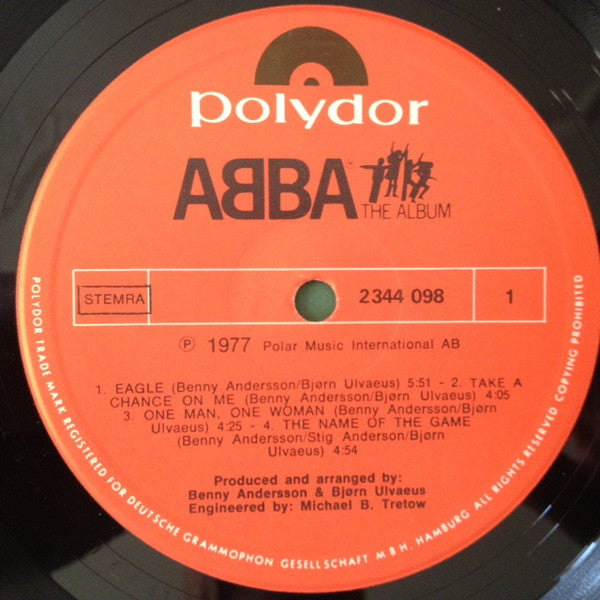 polydor
ABBA
THE ALBUM
STEMRA
2344 098
1
℗ 1977 Polar Music International AB
1. EAGLE (Benny Andersson/Bjørn Ulvaeus) 5:51 - 2. TAKE A
CHANCE ON ME (Benny Andersson/Bjørn Ulvaeus) 4:05
3. ONE MAN, ONE WOMAN (Benny Andersson/Bjørn
Ulvaeus) 4:25 - 4. THE NAME OF THE GAME
(Benny Andersson/Stig Anderson/Bjørn
Ulvaeus) 4:54
Produced and arranged by:
Benny Andersson & Bjørn Ulvaeus
Engineered by: Michael B. Tretow
POLYDOR TRADE MARK REGISTERED FOR DEUTSCHE GRAMMOPHON GESELLSCHAFT M B H. HAMBURG ALL RIGHTS RESERVED COPYING PROHIBITED